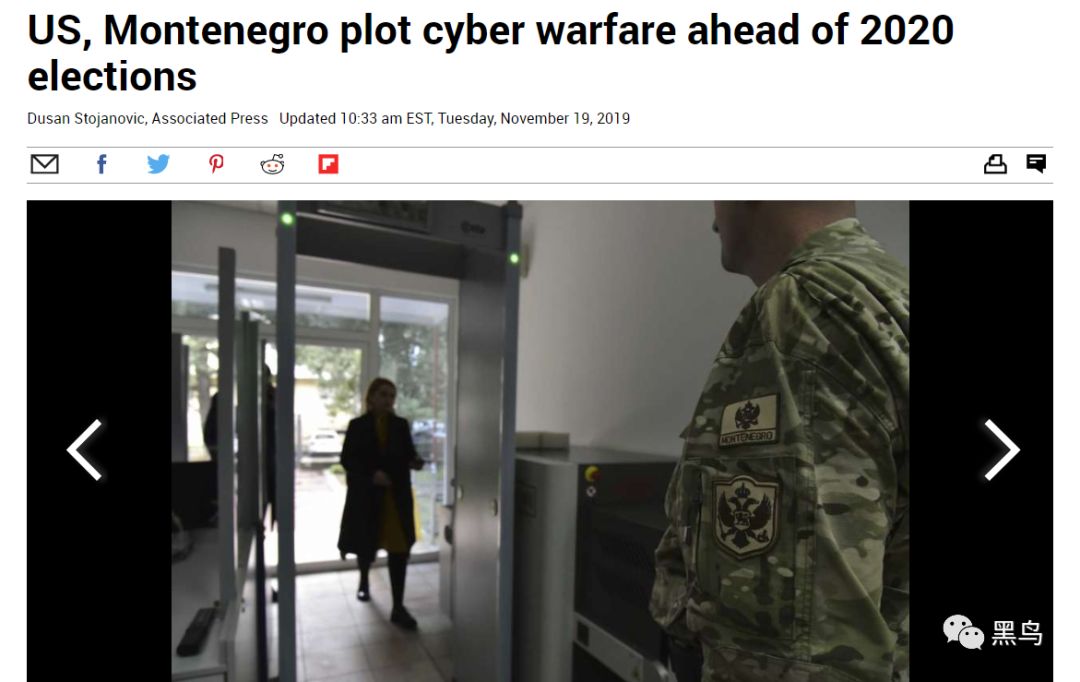 US, Montenegro plot cyber warfare ahead of 2020
elections
Dusan Stojanovic, Associated Press Updated 10:33 am EST, Tuesday, November 19, 2019
MONTENEGRO
黑鸟